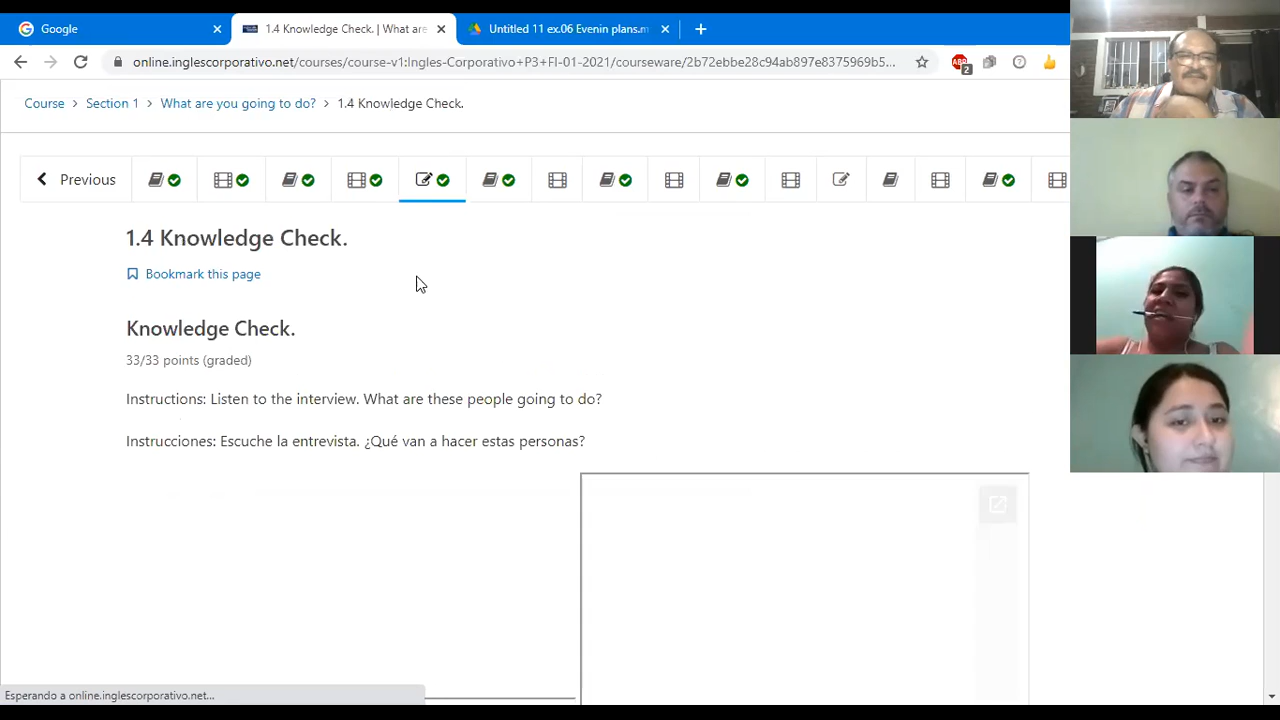 Google
1.4 Knowledge Check. | What are
Untitled 11 ex.06 Evenin plans.m
online.inglescorporativo.net/courses/course-v1:Ingles-Corporativo+P3+FI-01-2021/courseware/2b72ebbe28c94ab897e8375969b5...
ABP
2
Course
Section 1
What are you going to do?
1.4 Knowledge Check.
Previous
1.4 Knowledge Check.
Bookmark this page
Knowledge Check.
33/33 points (graded)
Instructions: Listen to the interview. What are these people going to do?
Instrucciones: Escuche la entrevista. ¿Qué van a hacer estas personas?
Esperando a online.inglescorporativo.net...